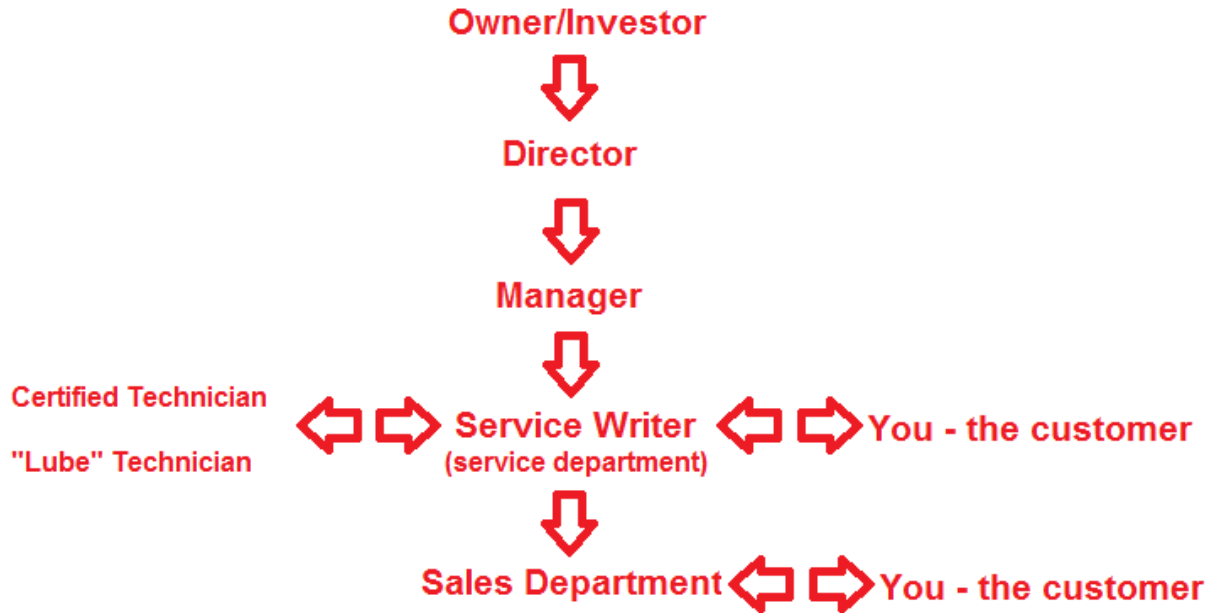 Owner/Investor
Director
Manager
Certified Technician
"Lube" Technician
Service Writer
(service department)
You - the customer
Sales Department
You - the customer